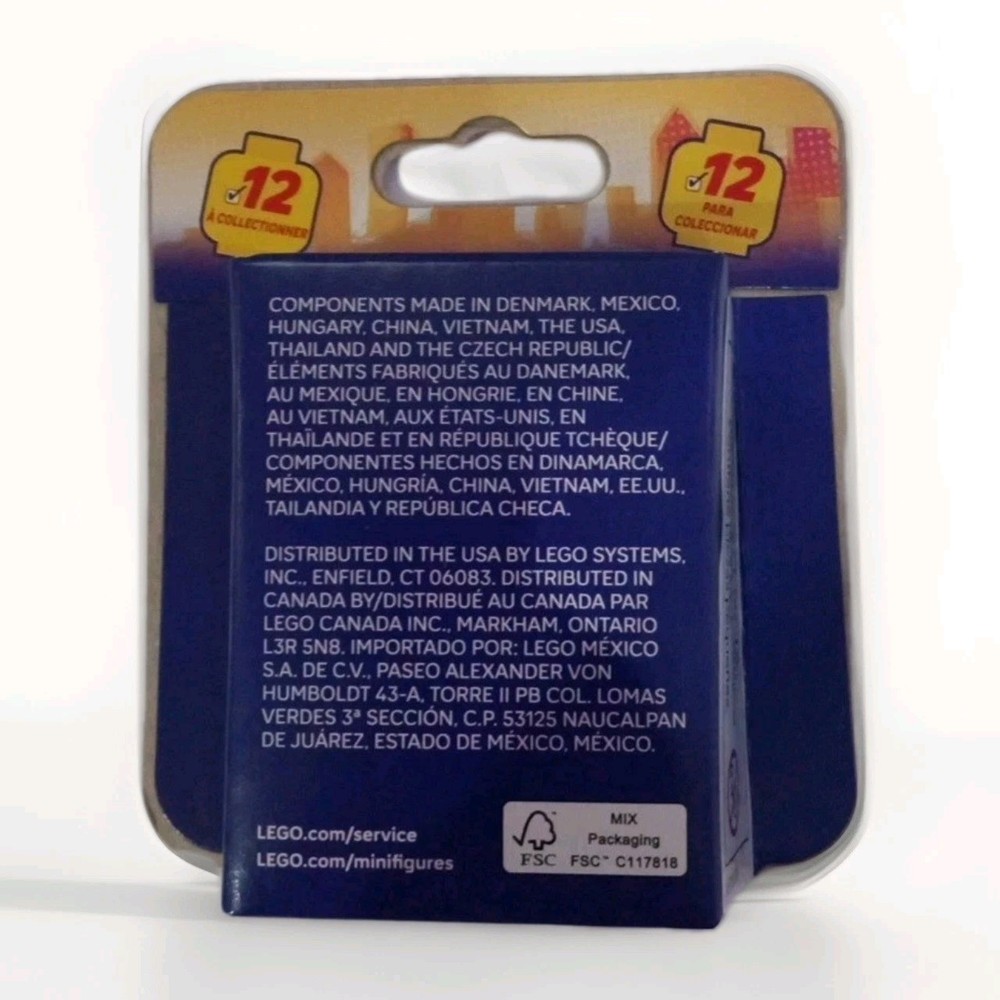 12
À COLLECTIONNER
12
PARA
COLECCIONAR
COMPONENTS MADE IN DENMARK, MEXICO,
HUNGARY, CHINA, VIETNAM, THE USA,
THAILAND AND THE CZECH REPUBLIC/
ÉLÉMENTS FABRIQUÉS AU DANEMARK,
AU MEXIQUE, EN HONGRIE, EN CHINE,
AU VIETNAM, AUX ÉTATS-UNIS, EN
THAÏLANDE ET EN RÉPUBLIQUE TCHÈQUE/
COMPONENTES HECHOS EN DINAMARCA,
MÉXICO, HUNGRÍA, CHINA, VIETNAM, EE.UU.,
TAILANDIA Y REPÚBLICA CHECA.
DISTRIBUTED IN THE USA BY LEGO SYSTEMS,
INC., ENFIELD, CT 06083. DISTRIBUTED IN
CANADA BY/DISTRIBUÉ AU CANADA PAR
LEGO CANADA INC., MARKHAM, ONTARIO
L3R 5N8. IMPORTADO POR: LEGO MÉXICO
S.A. DE C.V., PASEO ALEXANDER VON
HUMBOLDT 43-A, TORRE II PB COL. LOMAS
VERDES 3ª SECCIÓN, C.P. 53125 NAUCALPAN
DE JUÁREZ, ESTADO DE MÉXICO, MÉXICO.
LEGO.com/service
LEGO.com/minifigures
FSC
MIX
Packaging
FSC™ C117818